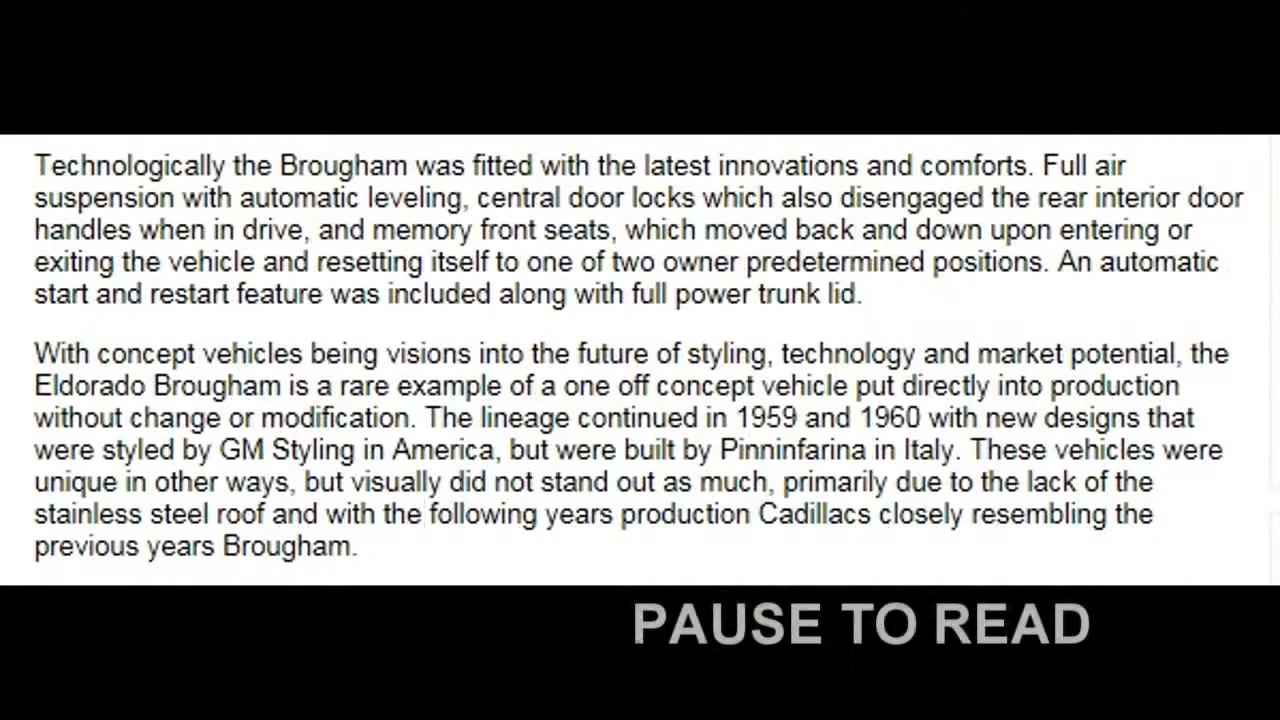 Technologically the Brougham was fitted with the latest innovations and comforts. Full air
suspension with automatic leveling, central door locks which also disengaged the rear interior door
handles when in drive, and memory front seats, which moved back and down upon entering or
exiting the vehicle and resetting itself to one of two owner predetermined positions. An automatic
start and restart feature was included along with full power trunk lid.
With concept vehicles being visions into the future of styling, technology and market potential, the
Eldorado Brougham is a rare example of a one off concept vehicle put directly into production
without change or modification. The lineage continued in 1959 and 1960 with new designs that
were styled by GM Styling in America, but were built by Pinninfarina in Italy. These vehicles were
unique in other ways, but visually did not stand out as much, primarily due to the lack of the
stainless steel roof and with the following years production Cadillacs closely resembling the
previous years Brougham.
PAUSE TO READ